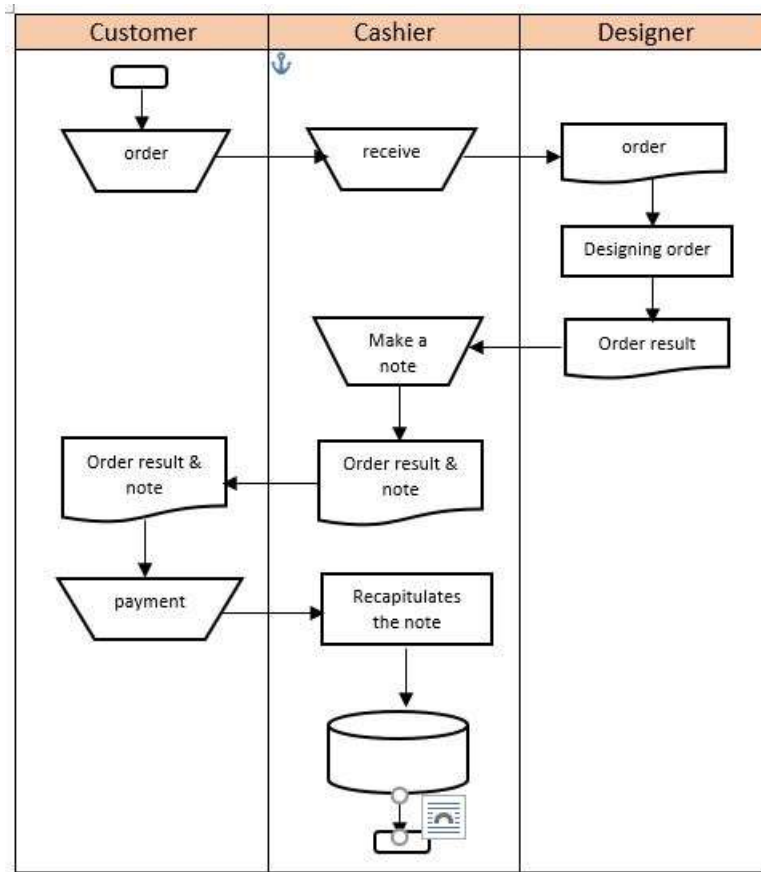 Customer
Cashier
Designer
order
receive
order
Designing order
Make a
note
Order result
Order result &
note
Order result &
note
payment
Recapitulates
the note